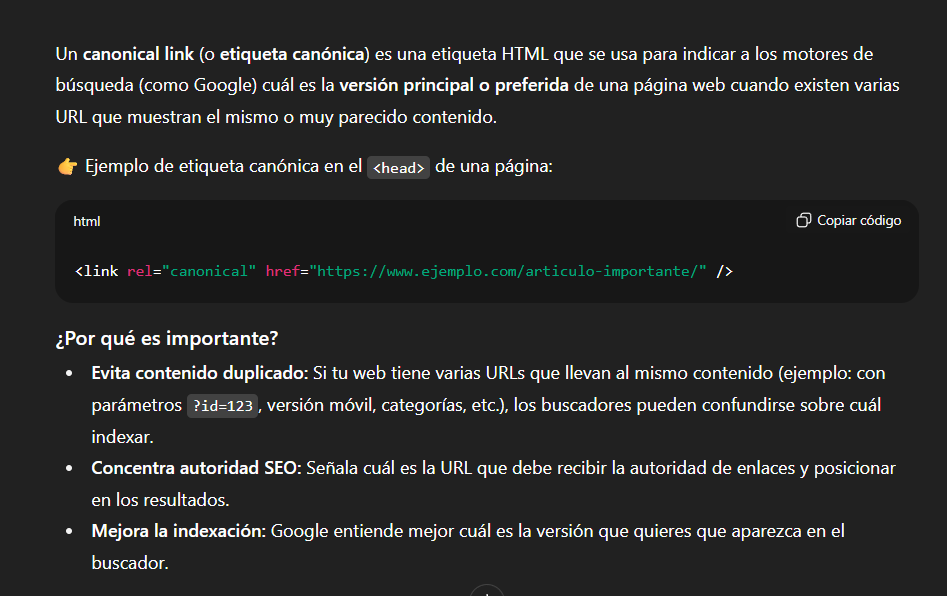 Un canonical link (o etiqueta canónica) es una etiqueta HTML que se usa para indicar a los motores de
búsqueda (como Google) cuál es la versión principal o preferida de una página web cuando existen varias
URL que muestran el mismo o muy parecido contenido.
👉 Ejemplo de etiqueta canónica en el <head> de una página:
html
Copiar código
<link rel="canonical" href="https://www.ejemplo.com/articulo-importante/" />
¿Por qué es importante?
• Evita contenido duplicado: Si tu web tiene varias URLs que llevan al mismo contenido (ejemplo: con
parámetros ?id=123, versión móvil, categorías, etc.), los buscadores pueden confundirse sobre cuál
indexar.
• Concentra autoridad SEO: Señala cuál es la URL que debe recibir la autoridad de enlaces y posicionar
en los resultados.
• Mejora la indexación: Google entiende mejor cuál es la versión que quieres que aparezca en el
buscador.